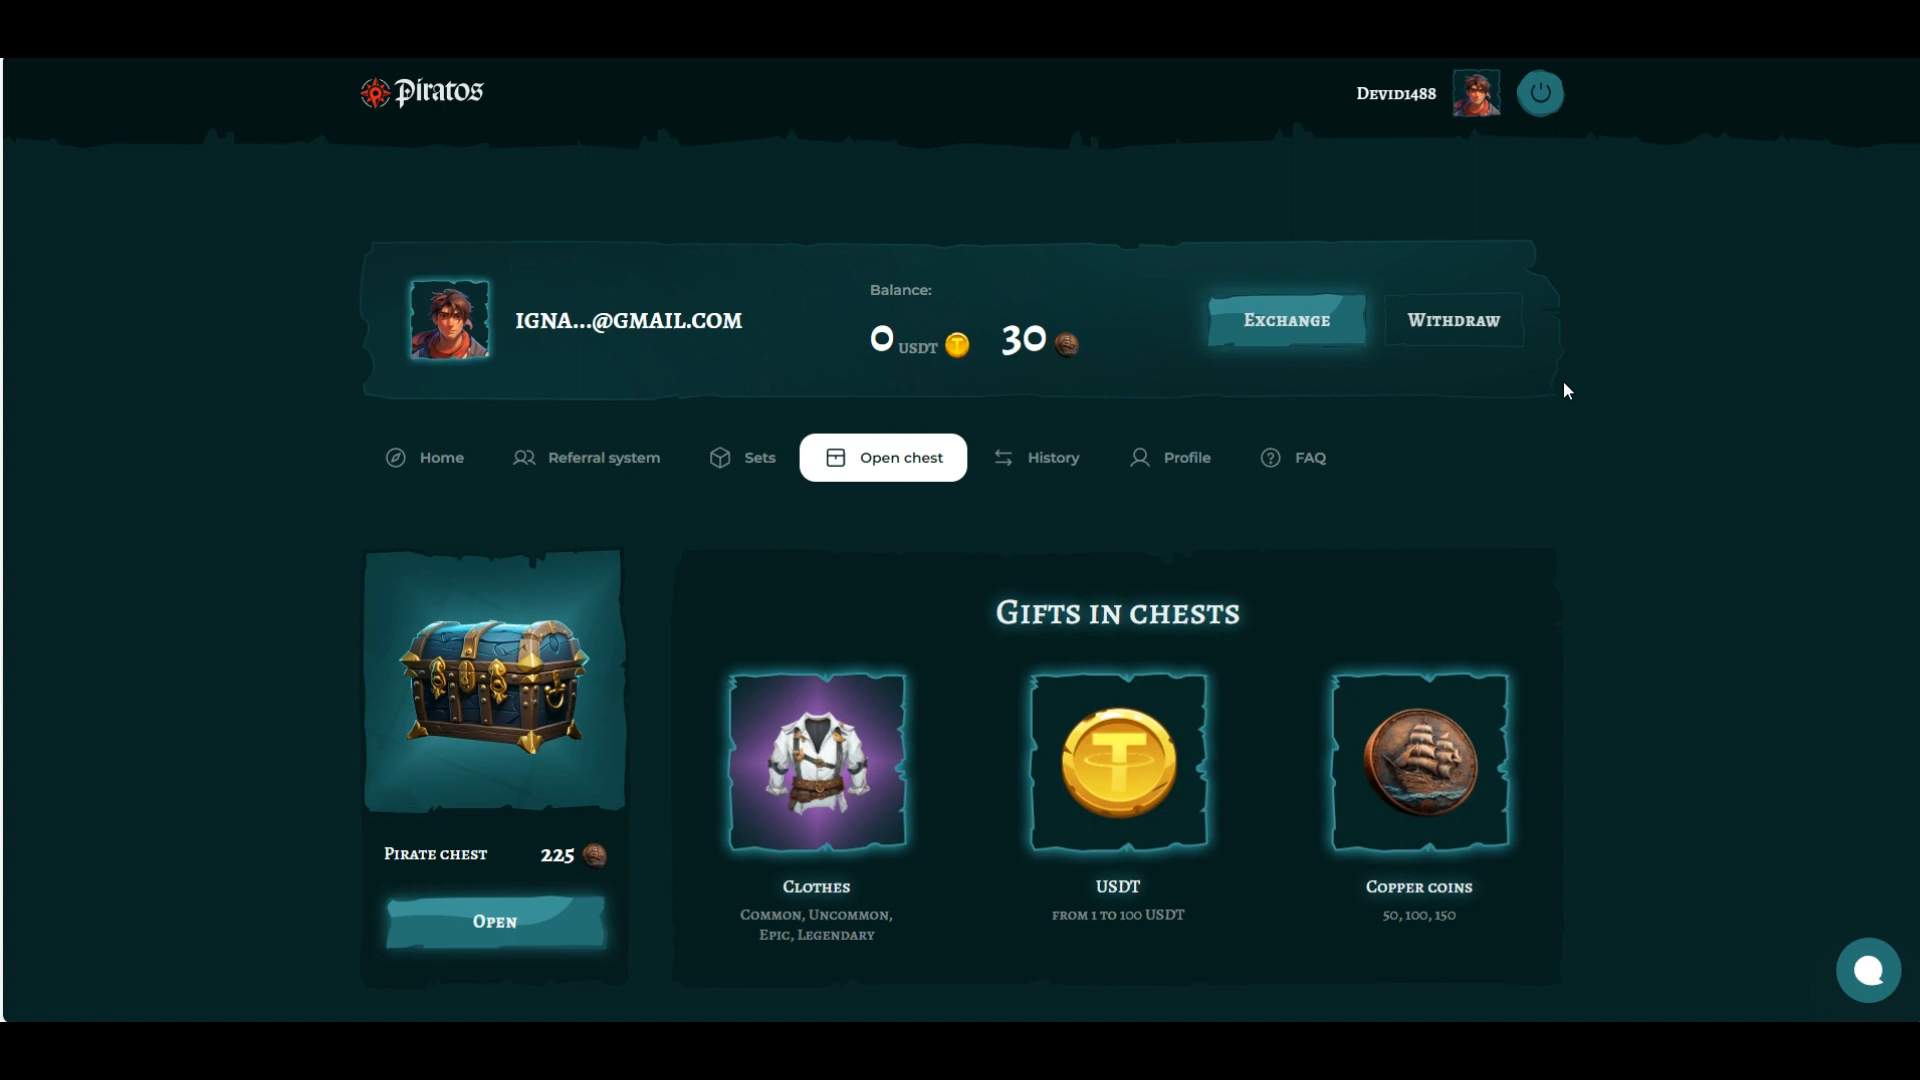 Piratos
Devid1488
IGNA...@GMAIL.COM
Balance:
0 USDT 30
Exchange
Withdraw
Home
Referral system
Sets
Open chest
History
Profile
FAQ
Pirate chest 225
Open
Gifts in chests
Clothes
Common, Uncommon,
Epic, Legendary
USDT
from 1 to 100 USDT
Copper coins
50, 100, 150